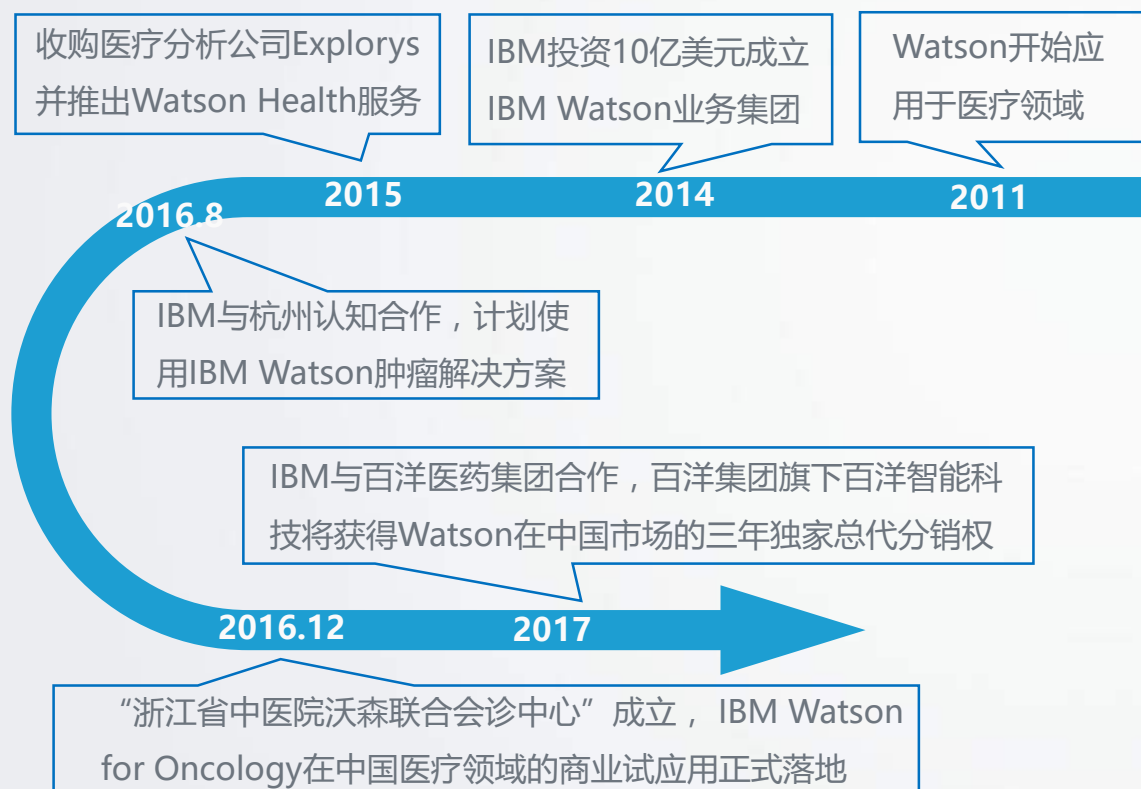 收购医疗分析公司Explorys
并推出Watson Health服务
IBM投资10亿美元成立
IBM Watson业务集团
Watson开始应
用于医疗领域
2015
2014
2011
2016.8
IBM与杭州认知合作，计划使
用IBM Watson肿瘤解决方案
IBM与百洋医药集团合作，百洋集团旗下百洋智能科
技将获得Watson在中国市场的三年独家总代分销权
2016.12
2017
“浙江省中医院沃森联合会诊中心”成立， IBM Watson
for Oncology在中国医疗领域的商业试应用正式落地